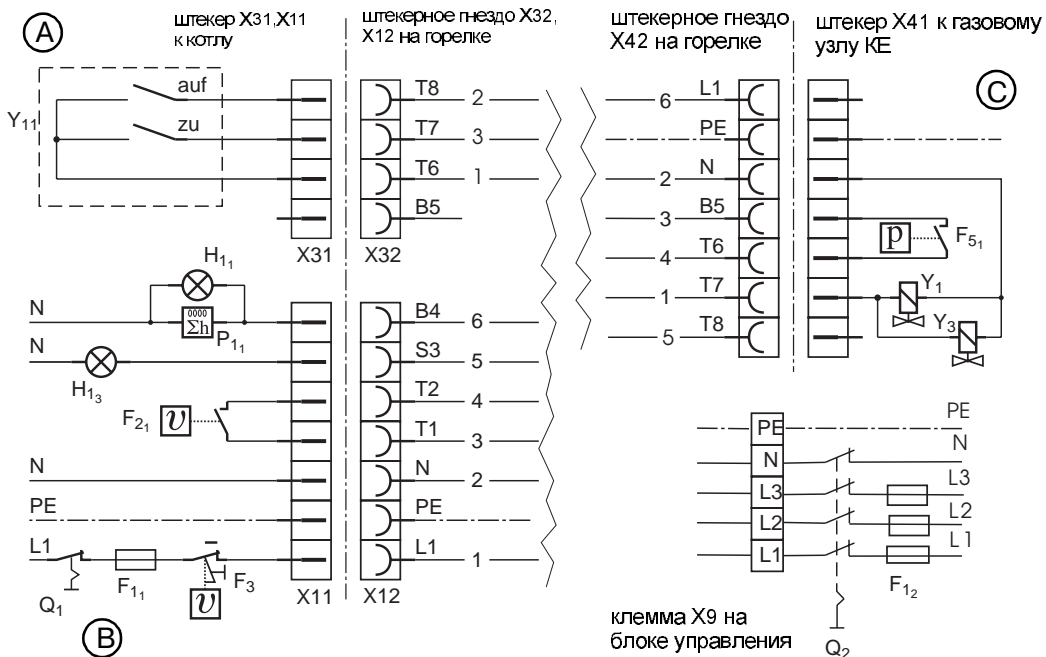 A
штекер X31,X11
к котлу
штекерное гнездо X32,
X12 на горелке
штекерное гнездо
X42 на горелке
штекер X41 к газовому
узлу KE
C
Y11
auf
zu
T8 2
T7 3
T6 1
B5
X31 X32
6 L1
PE
2 N
3 B5
4 T6
1 T7
5 T8
p F51
Y1
Y3
H11
N
0000
Σh
P11
B4 6
N
S3 5
H13
T2 4
F21 υ
T1 3
N
N 2
PE
PE
L1
L1 1
F11
F3
Q1
υ
X11 X12
B
PE PE
N N
L3 L3
L2 L2
L1 L1
F12
клемма X9 на
блоке управления
Q2